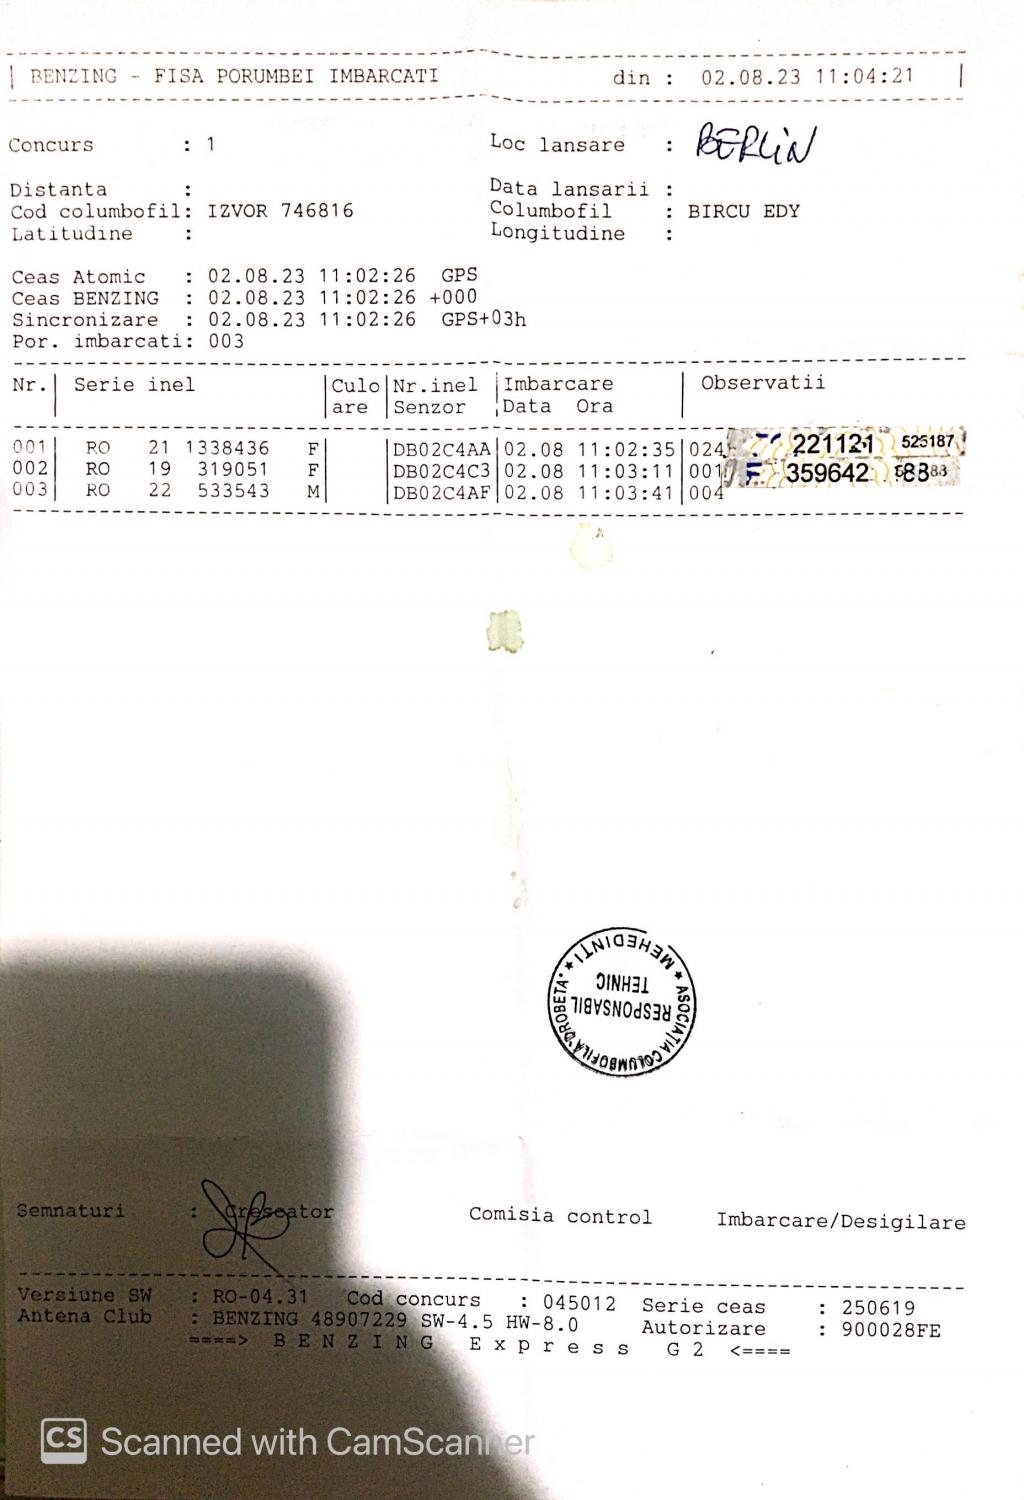 BENZING - FISA PORUMBEI IMBARCATI din : 02.08.23 11:04:21
Concurs : 1 Loc lansare : BERLIN
Distanta : Data lansarii :
Cod columbofil: IZVOR 746816 Columbofil : BIRCU EDY
Latitudine : Longitudine :
Ceas Atomic : 02.08.23 11:02:26 GPS
Ceas BENZING : 02.08.23 11:02:26 +000
Sincronizare : 02.08.23 11:02:26 GPS+03h
Por. imbarcati: 003
Nr. Serie inel Culo Nr.inel Imbarcare Observatii
are Senzor Data Ora
001 RO 21 1338436 F DB02C4AA 02.08 11:02:35 024 221121 525187
002 RO 19 319051 F DB02C4C3 02.08 11:03:11 001 F 359642
003 RO 22 533543 M DB02C4AF 02.08 11:03:41 004
ASOCIAȚIA COLUMBOFILĂ "DROBETA" * MEHEDINȚI *
RESPONSABIL
TEHNIC
Semnaturi : Crescator Comisia control Imbarcare/Desigilare
Versiune SW : RO-04.31 Cod concurs : 045012 Serie ceas : 250619
Antena Club : BENZING 48907229 SW-4.5 HW-8.0 Autorizare : 900028FE
====> B E N Z I N G E x p r e s s G 2 <====
CS Scanned with CamScanner